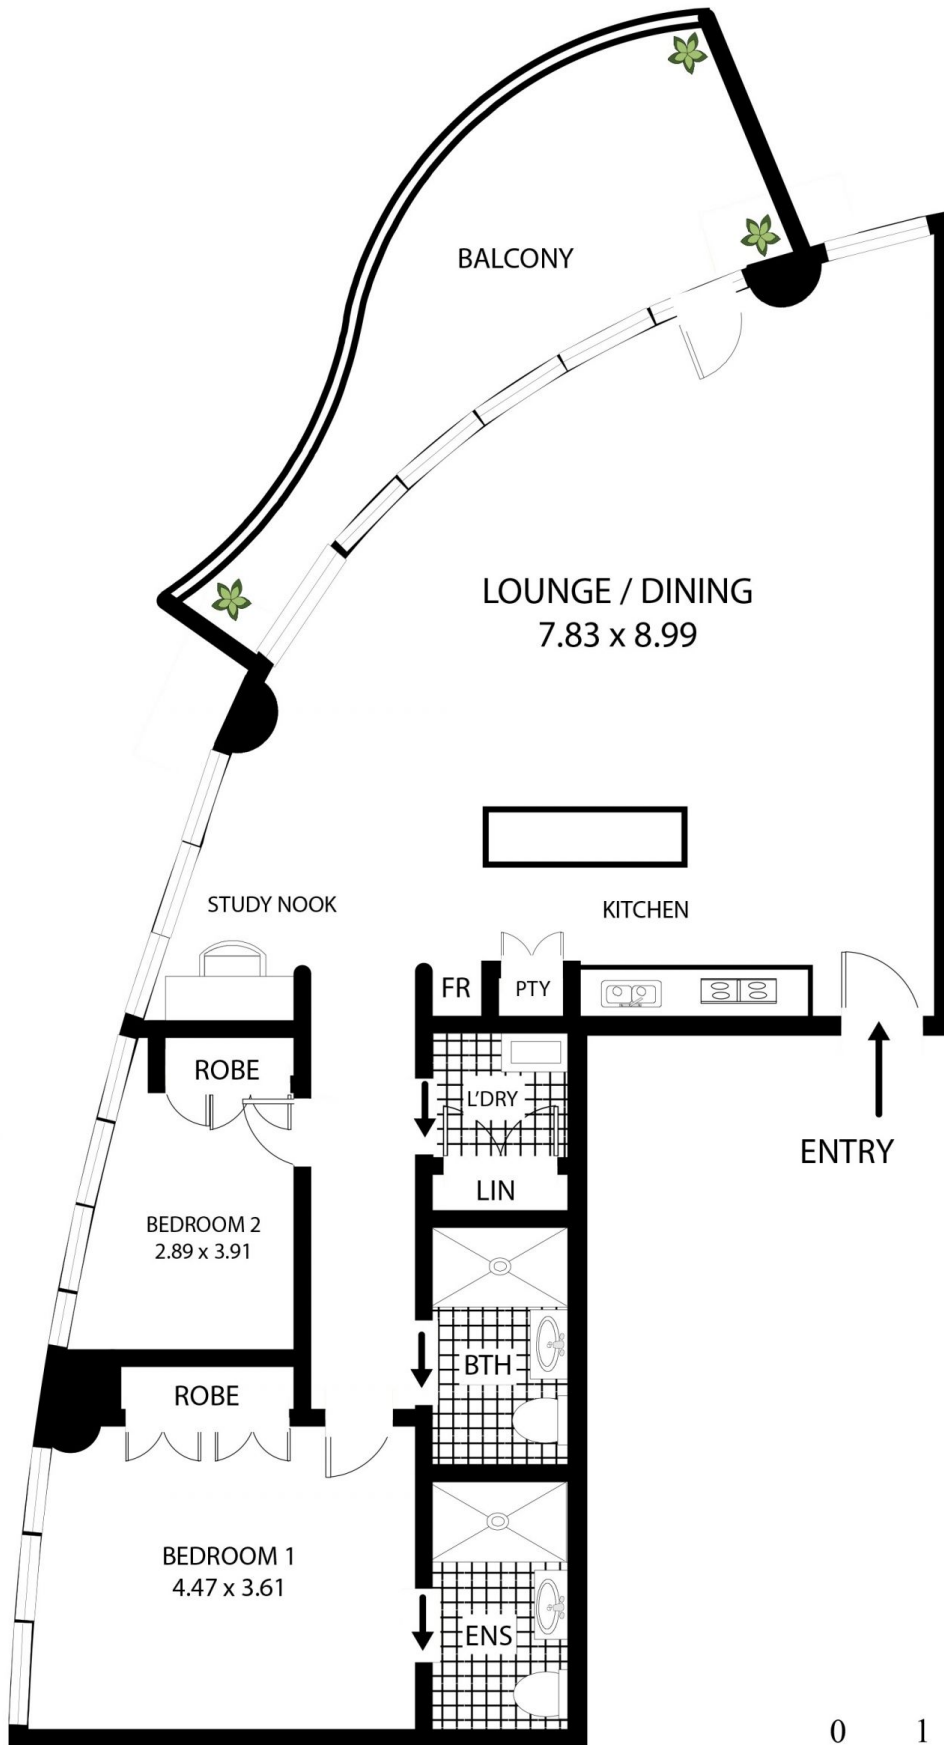 BALCONY
LOUNGE / DINING
7.83 x 8.99
STUDY NOOK
KITCHEN
FR
PTY
ROBE
L'DRY
ENTRY
LIN
BEDROOM 2
2.89 x 3.91
BTH
ROBE
BEDROOM 1
4.47 x 3.61
ENS
0 1